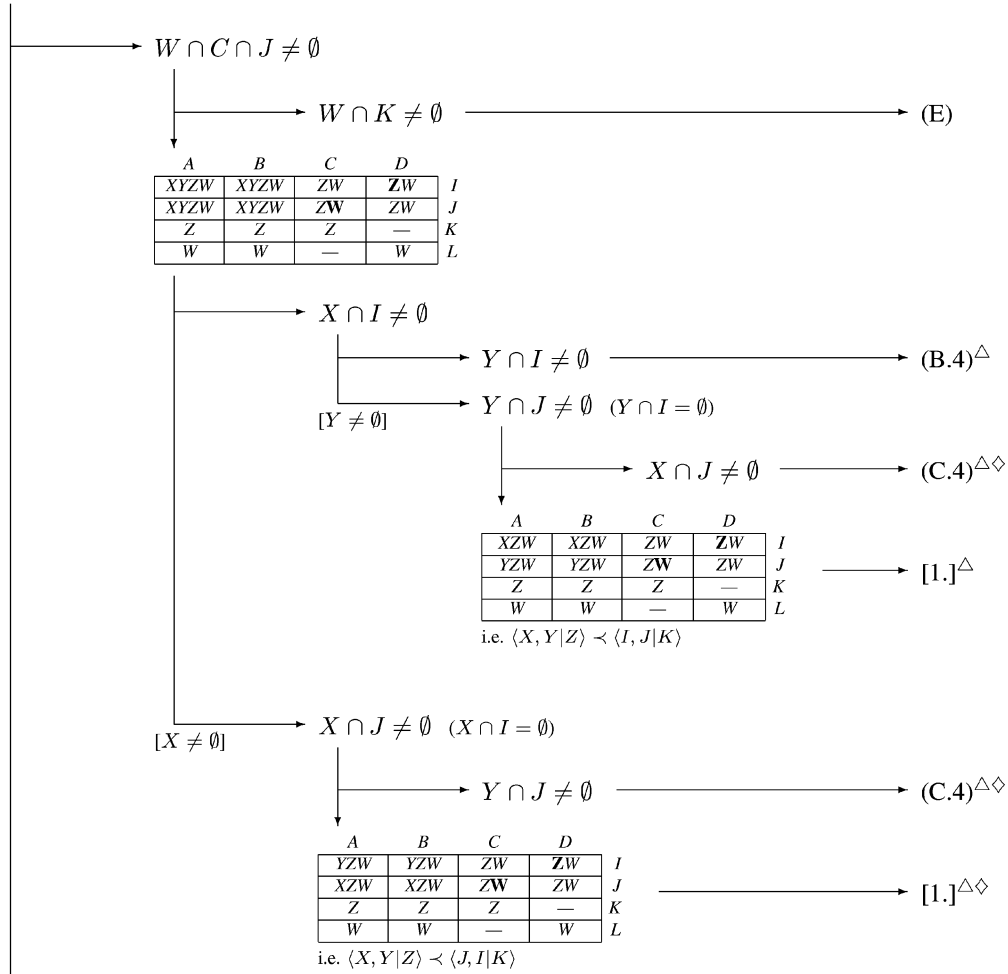 W ∩ C ∩ J ≠ ∅
W ∩ K ≠ ∅ (E)
A B C D
XYZW XYZW ZW ZW I
XYZW XYZW ZW ZW J
Z Z Z — K
W W — W L
X ∩ I ≠ ∅
Y ∩ I ≠ ∅ (B.4)△
[Y ≠ ∅] Y ∩ J ≠ ∅ (Y ∩ I = ∅)
X ∩ J ≠ ∅ (C.4)△◇
A B C D
XZW XZW ZW ZW I
YZW YZW ZW ZW J [1.]△
Z Z Z — K
W W — W L
i.e. ⟨X, Y|Z⟩ ≺ ⟨I, J|K⟩
[X ≠ ∅] X ∩ J ≠ ∅ (X ∩ I = ∅)
Y ∩ J ≠ ∅ (C.4)△◇
A B C D
YZW YZW ZW ZW I
XZW XZW ZW ZW J [1.]△◇
Z Z Z — K
W W — W L
i.e. ⟨X, Y|Z⟩ ≺ ⟨J, I|K⟩